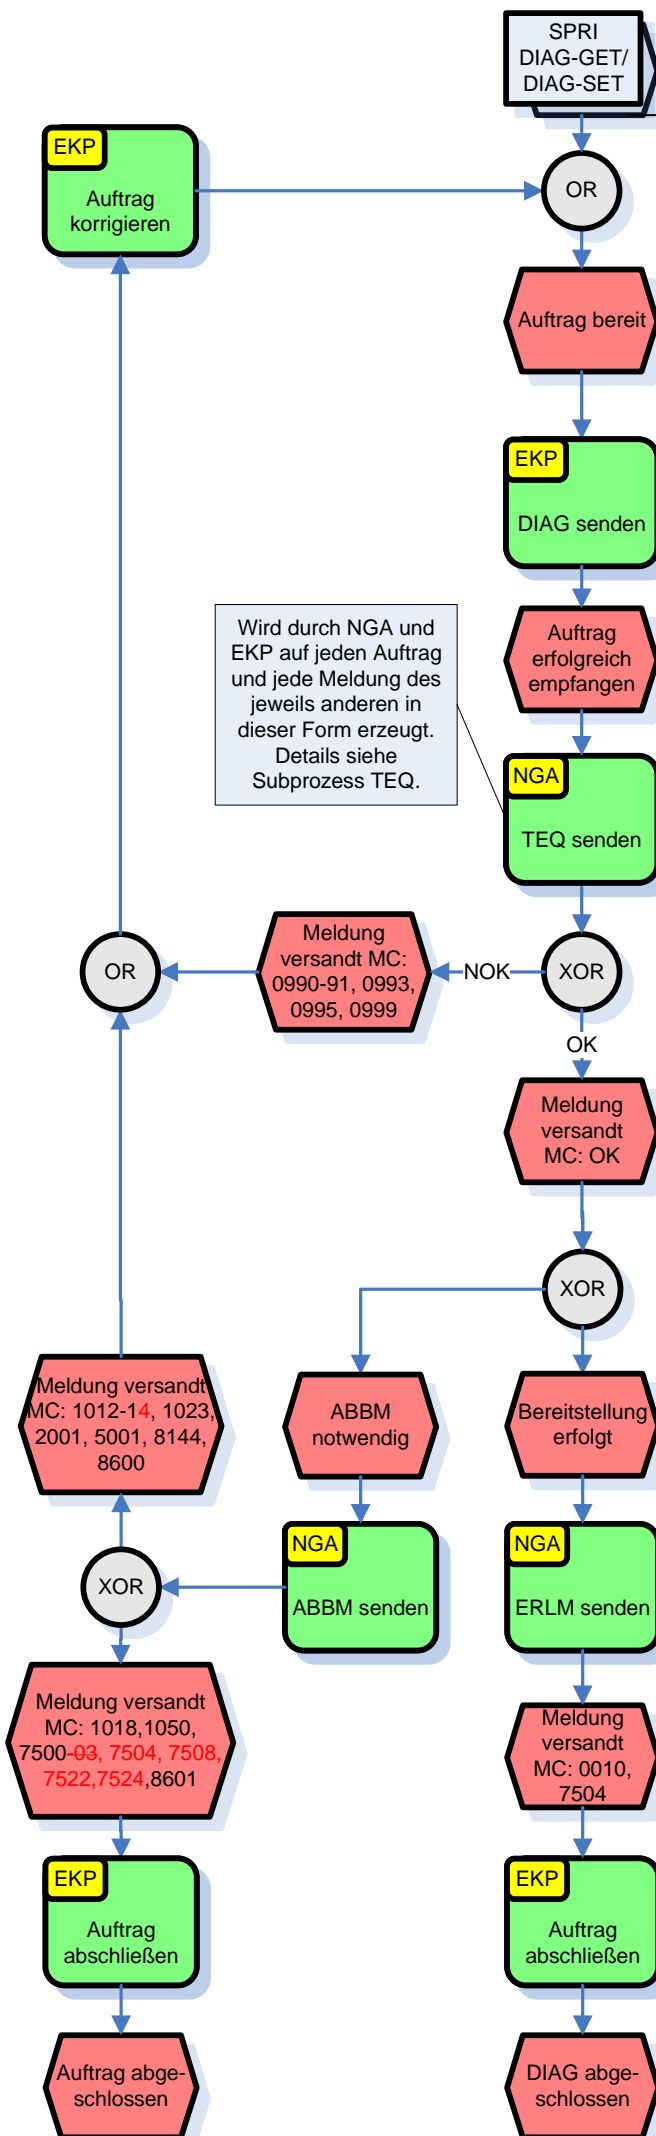 SPRI
DIAG-GET/
DIAG-SET
EKP
Auftrag
korrigieren
OR
Auftrag bereit
EKP
DIAG senden
Auftrag
erfolgreich
empfangen
Wird durch NGA und
EKP auf jeden Auftrag
und jede Meldung des
jeweils anderen in
dieser Form erzeugt.
Details siehe
Subprozess TEQ.
NGA
TEQ senden
OR
Meldung
versandt MC:
0990-91, 0993,
0995, 0999
NOK
XOR
OK
Meldung
versandt
MC: OK
XOR
Meldung versandt
MC: 1012-14, 1023,
2001, 5001, 8144,
8600
ABBM
notwendig
Bereitstellung
erfolgt
XOR
NGA
ABBM senden
NGA
ERLM senden
Meldung versandt
MC: 1018,1050,
7500-03, 7504, 7508,
7522,7524,8601
Meldung
versandt
MC: 0010,
7504
EKP
Auftrag
abschließen
EKP
Auftrag
abschließen
Auftrag abge-
schlossen
DIAG abge-
schlossen